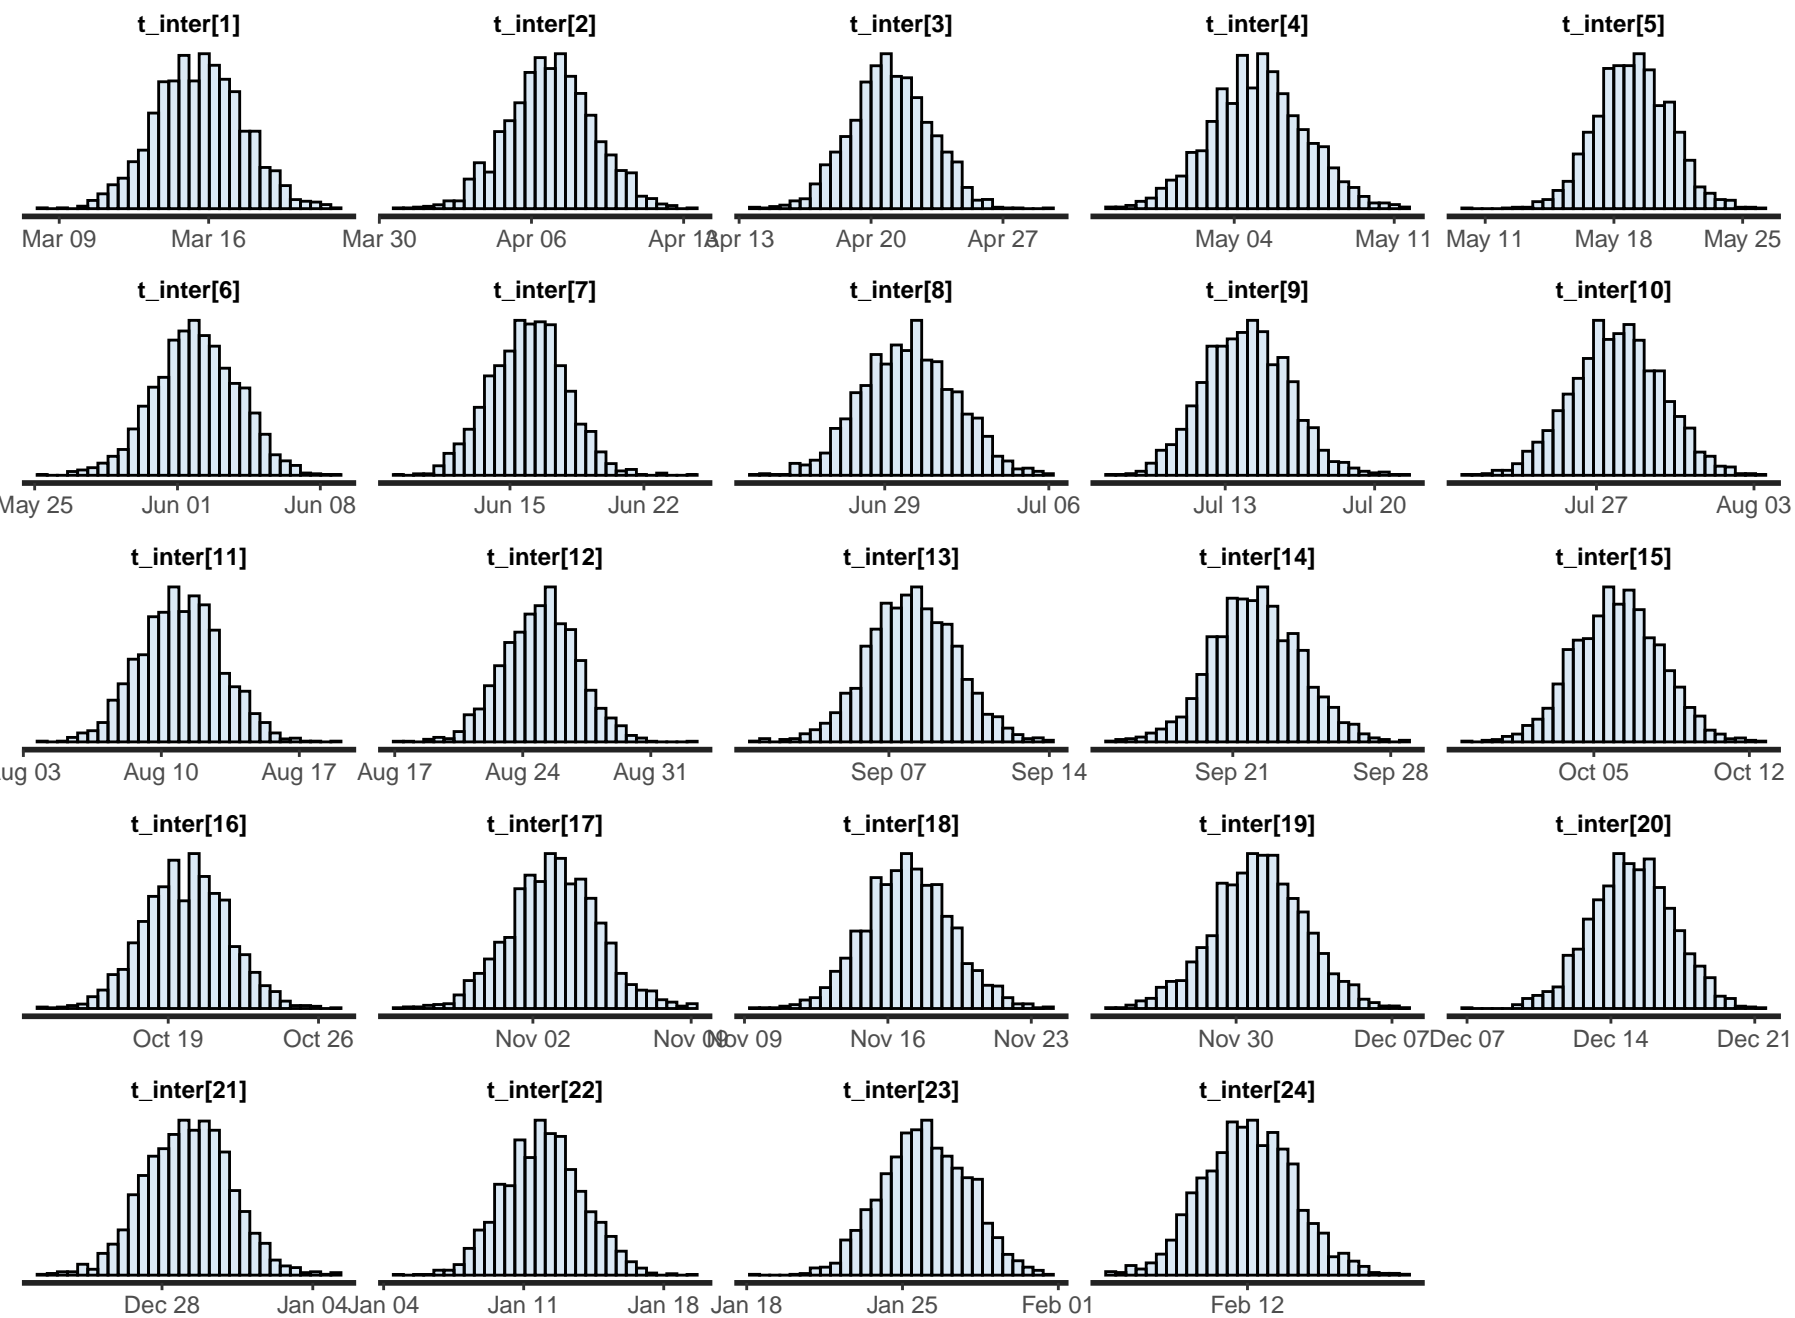 t_inter[1] t_inter[2] t_inter[3] t_inter[4] t_inter[5]
Mar 09 Mar 16 Mar 30 Apr 06 Apr 13 Apr 13 Apr 20 Apr 27 May 04 May 11 May 11 May 18 May 25
t_inter[6] t_inter[7] t_inter[8] t_inter[9] t_inter[10]
May 25 Jun 01 Jun 08 Jun 15 Jun 22 Jun 29 Jul 06 Jul 13 Jul 20 Jul 27 Aug 03
t_inter[11] t_inter[12] t_inter[13] t_inter[14] t_inter[15]
Aug 03 Aug 10 Aug 17 Aug 17 Aug 24 Aug 31 Sep 07 Sep 14 Sep 21 Sep 28 Oct 05 Oct 12
t_inter[16] t_inter[17] t_inter[18] t_inter[19] t_inter[20]
Oct 19 Oct 26 Nov 02 Nov 09 Nov 09 Nov 16 Nov 23 Nov 30 Dec 07 Dec 07 Dec 14 Dec 21
t_inter[21] t_inter[22] t_inter[23] t_inter[24]
Dec 28 Jan 04 Jan 04 Jan 11 Jan 18 Jan 18 Jan 25 Feb 01 Feb 12